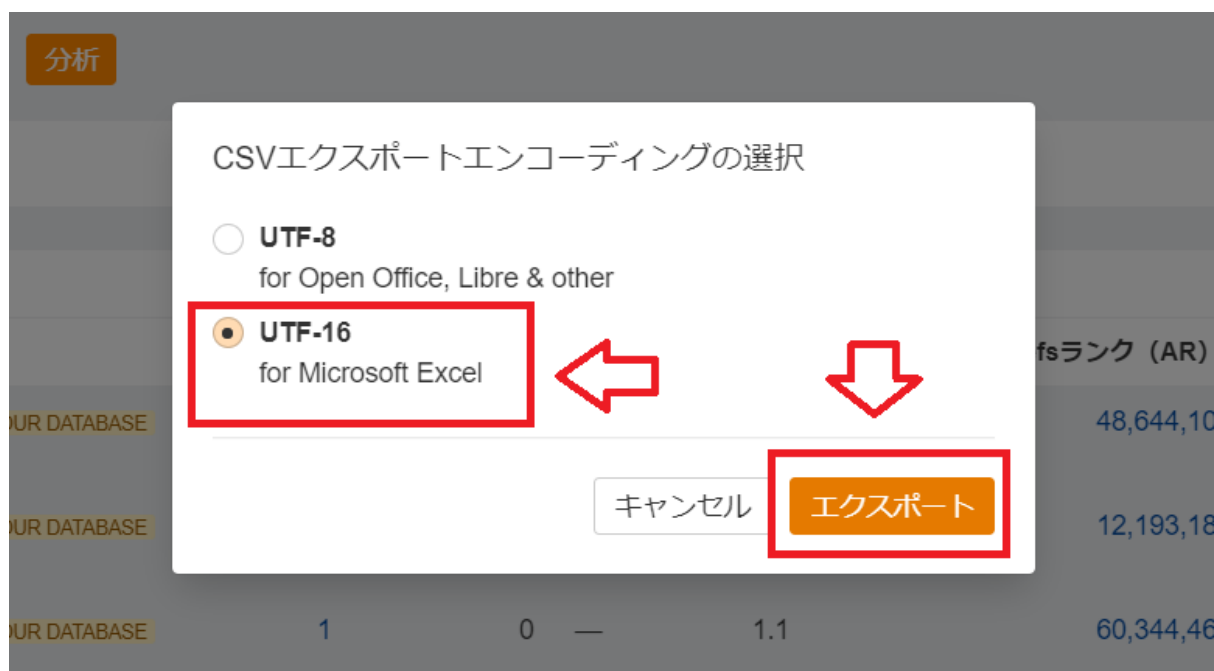 分析
CSVエクスポートエンコーディングの選択
UTF-8
for Open Office, Libre & other
UTF-16
for Microsoft Excel
fsランク（AR）
OUR DATABASE
48,644,10
キャンセル
エクスポート
OUR DATABASE
12,193,18
OUR DATABASE 1 0 — 1.1 60,344,46